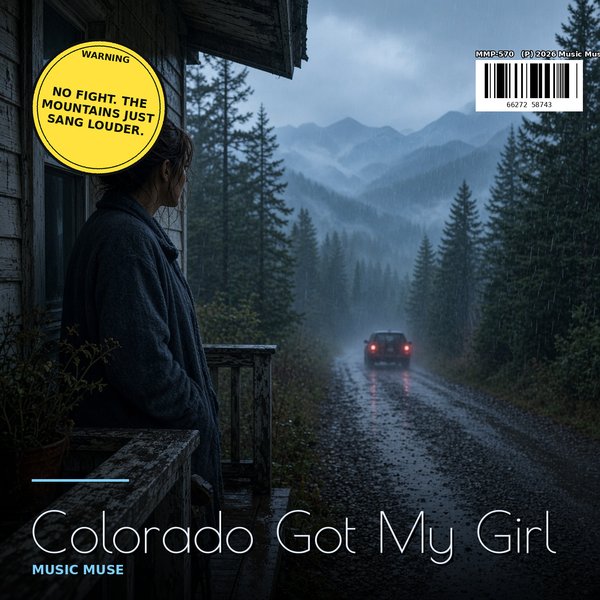 WARNING
NO FIGHT. THE
MOUNTAINS JUST
SANG LOUDER.
MMP-570 (P) 2026 Music Mus
66272 58743
Colorado Got My Girl
MUSIC MUSE